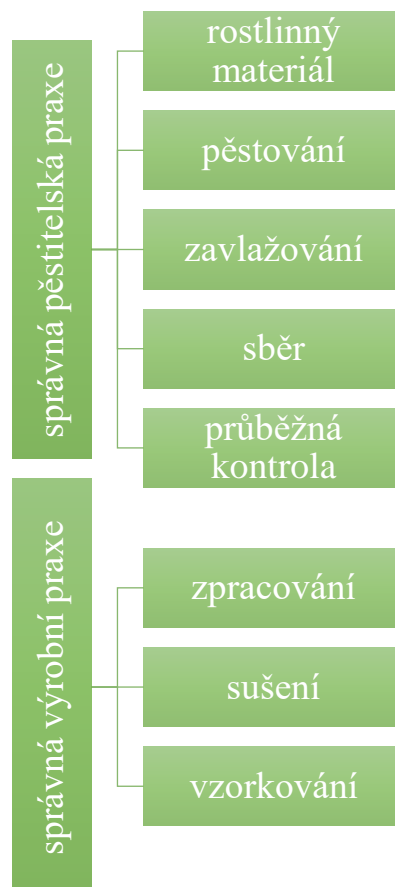 správná pěstitelská praxe
rostlinný
materiál
pěstování
zavlažování
sběr
průběžná
kontrola
správná výrobní praxe
zpracování
sušení
vzorkování